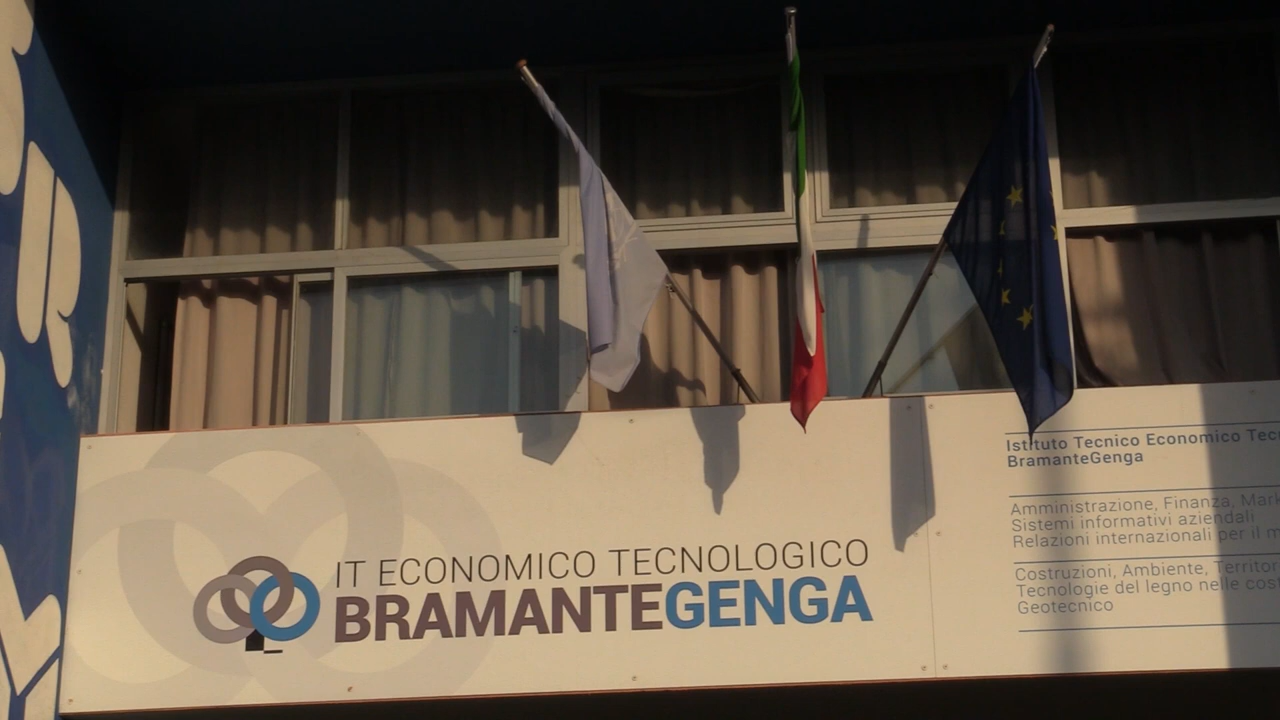 IT ECONOMICO TECNOLOGICO
BRAMANTEGENGA
Istituto Tecnico Economico
BramanteGenga
Amministrazione, Finanza,
Sistemi informativi aziendali
Relazioni internazionali per il
Costruzioni, Ambiente,
Tecnologie del legno nelle
Geotecnico